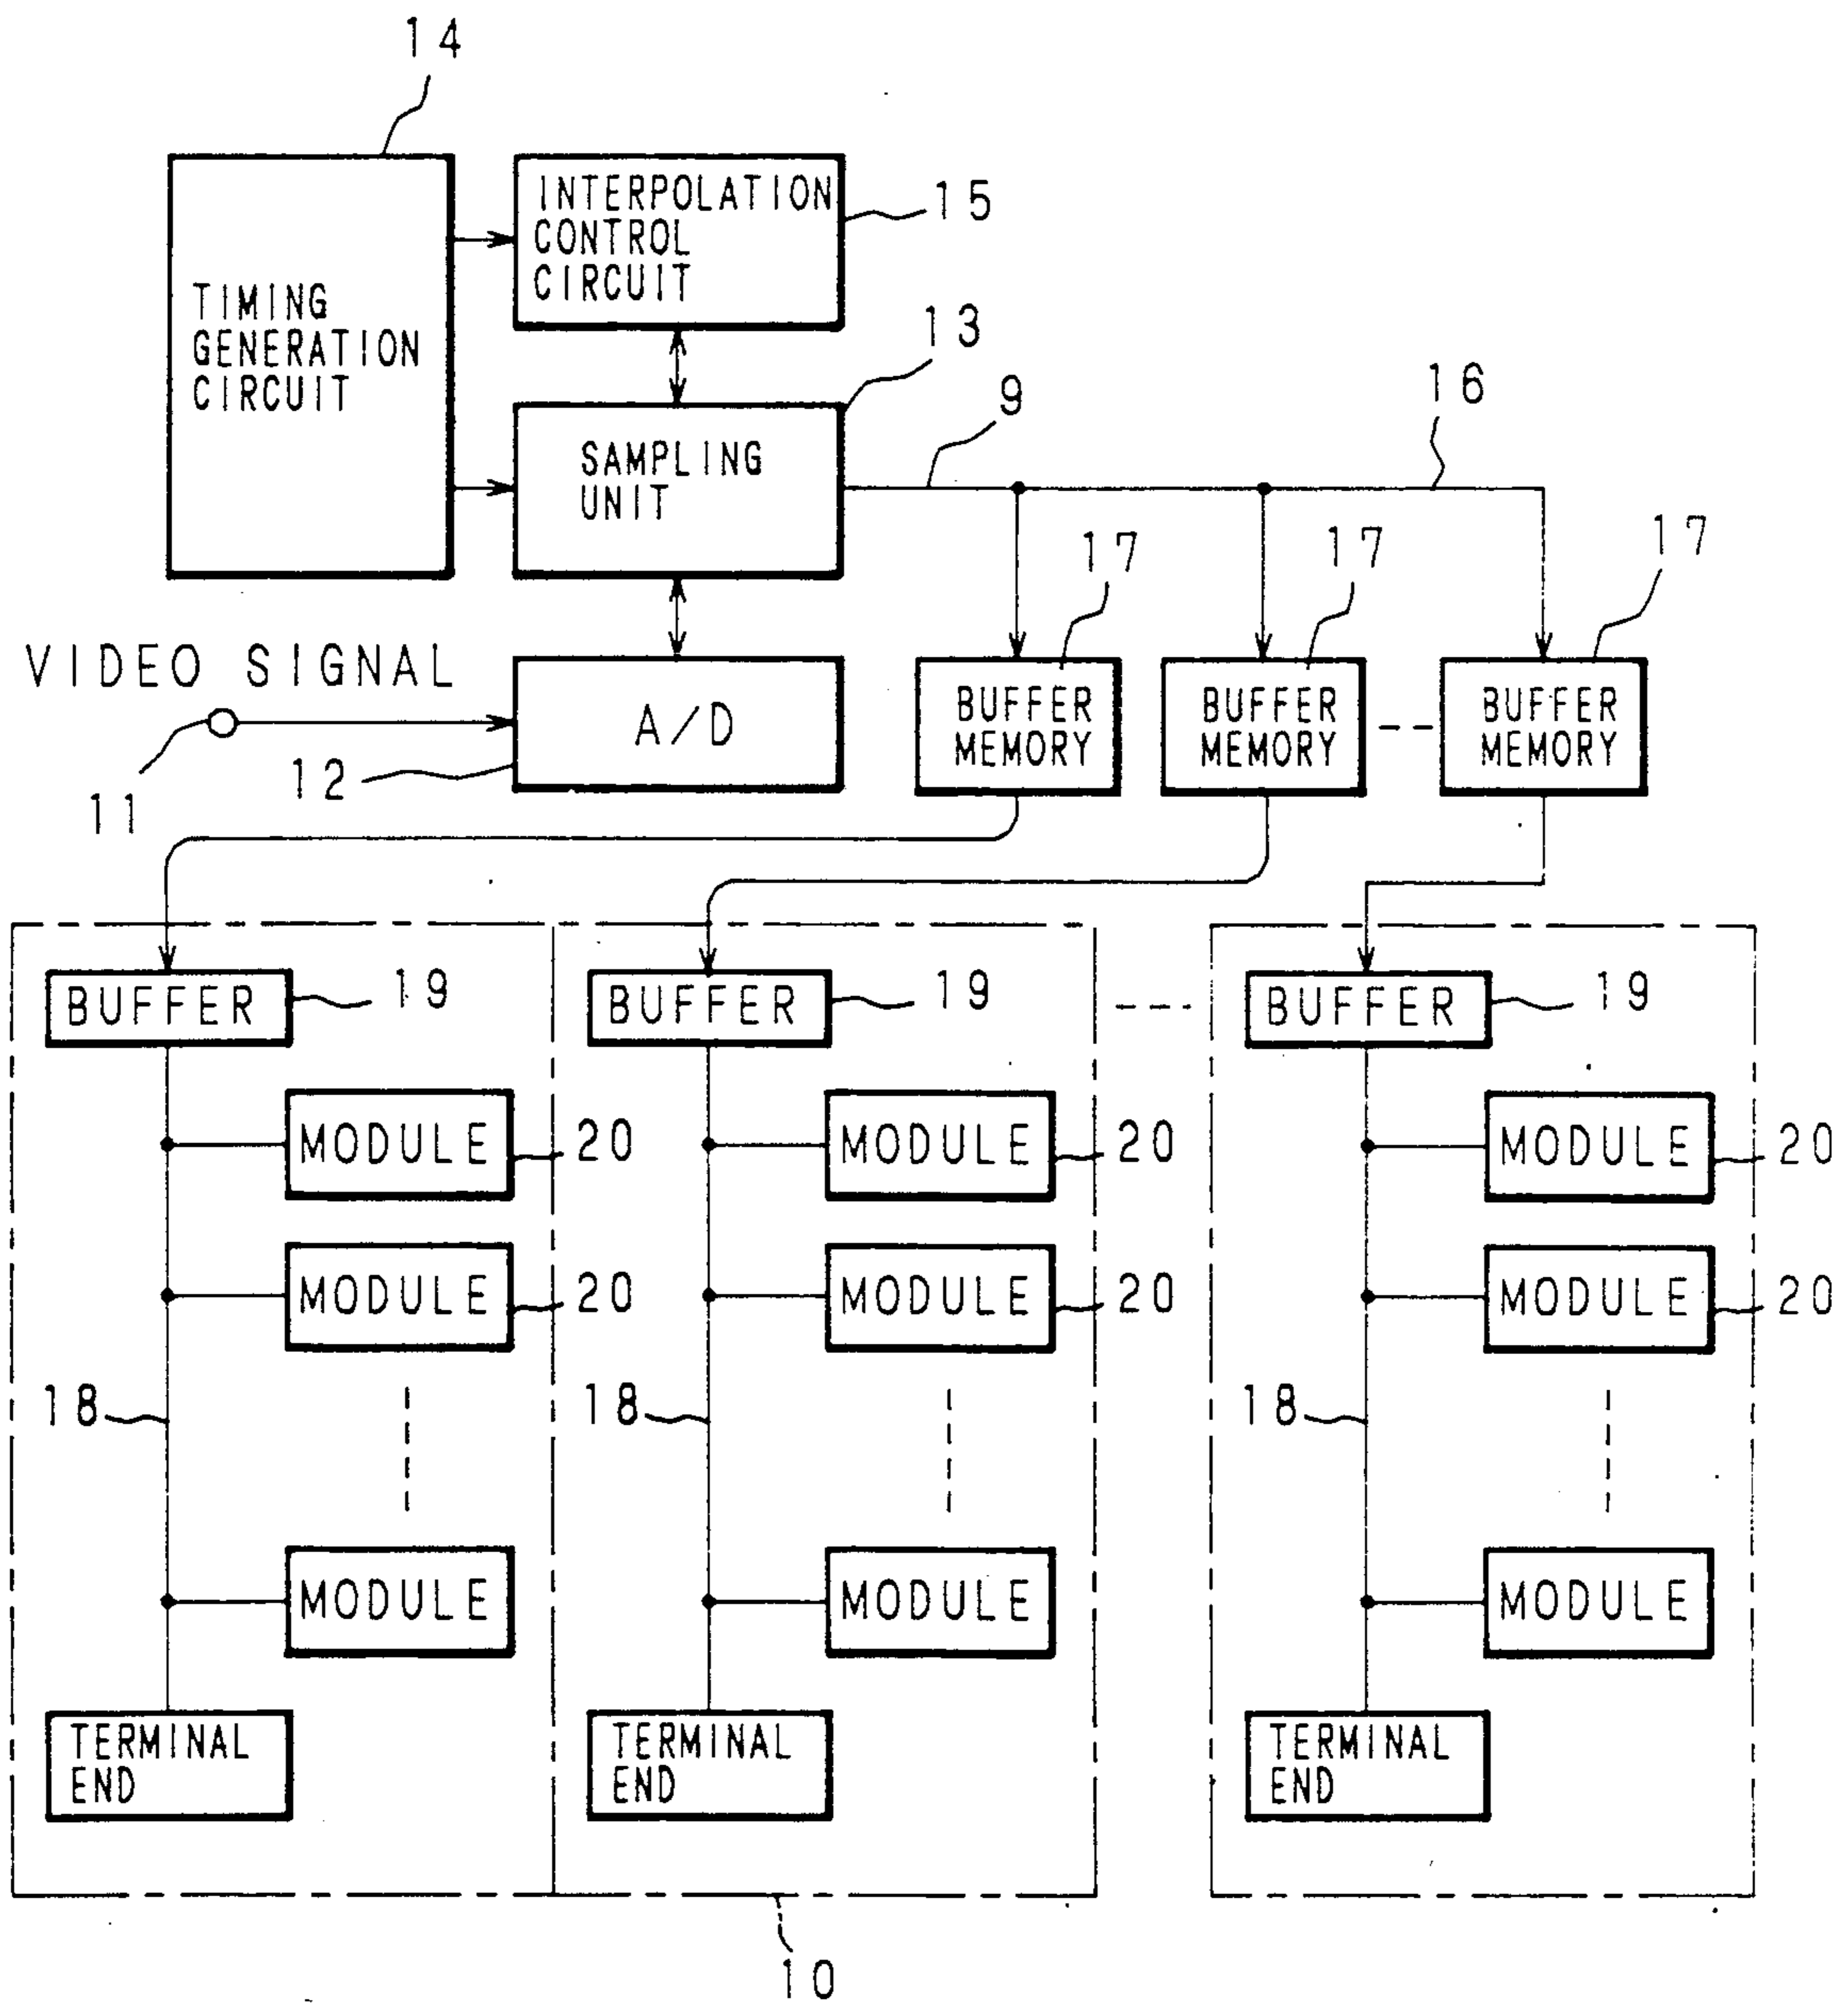 14
INTERPOLATION
CONTROL
CIRCUIT
15
TIMING
GENERATION
CIRCUIT
13
9
16
SAMPLING
UNIT
17
17
17
VIDEO SIGNAL
11
A/D
12
BUFFER
MEMORY
BUFFER
MEMORY
BUFFER
MEMORY
BUFFER
19
BUFFER
19
BUFFER
19
MODULE
20
MODULE
20
MODULE
20
MODULE
20
MODULE
20
MODULE
20
18
18
18
MODULE
MODULE
MODULE
TERMINAL
END
TERMINAL
END
TERMINAL
END
10